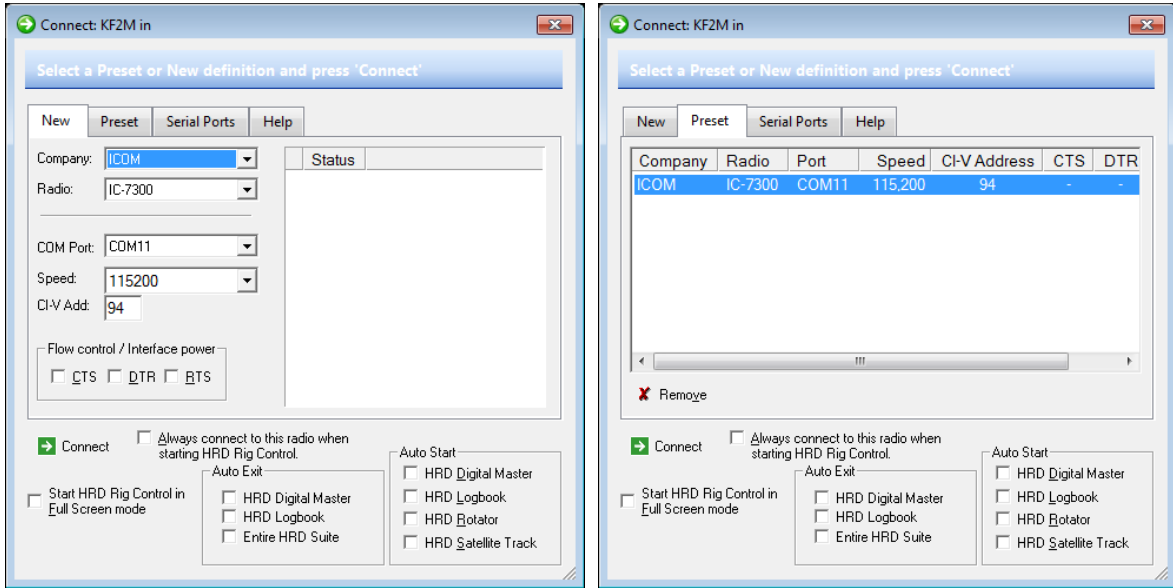 Connect: KF2M in
Select a Preset or New definition and press 'Connect'
New Preset Serial Ports Help
Company: ICOM
Status
Radio: IC-7300
COM Port: COM11
Speed: 115200
CI-V Add: 94
Flow control / Interface power
CTS DTR RTS
Connect
Always connect to this radio when
starting HRD Rig Control.
Start HRD Rig Control in
Full Screen mode
Auto Exit
HRD Digital Master
HRD Logbook
Entire HRD Suite
Auto Start
HRD Digital Master
HRD Logbook
HRD Rotator
HRD Satellite Track
Connect: KF2M in
Select a Preset or New definition and press 'Connect'
New Preset Serial Ports Help
Company Radio Port Speed CI-V Address CTS DTR
ICOM IC-7300 COM11 115,200 94 - -
Remove
Connect
Always connect to this radio when
starting HRD Rig Control.
Start HRD Rig Control in
Full Screen mode
Auto Exit
HRD Digital Master
HRD Logbook
Entire HRD Suite
Auto Start
HRD Digital Master
HRD Logbook
HRD Rotator
HRD Satellite Track